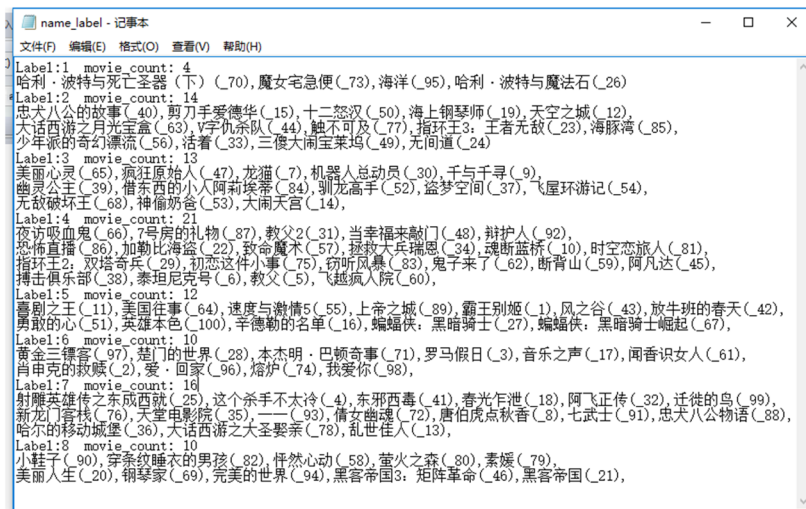 name_label - 记事本
文件(F) 编辑(E) 格式(O) 查看(V) 帮助(H)
Label:1 movie_count: 4
哈利·波特与死亡圣器（下）(_70),魔女宅急便(_73),海洋(_95),哈利·波特与魔法石(_26)
Label:2 movie_count: 14
忠犬八公的故事(_40),剪刀手爱德华(_15),十二怒汉(_50),海上钢琴师(_19),天空之城(_12),
大话西游之月光宝盒(_63),V字仇杀队(_44),触不可及(_77),指环王3：王者无敌(_23),海豚湾(_85),
少年派的奇幻漂流(_56),活着(_33),三傻大闹宝莱坞(_49),无间道(_24)
Label:3 movie_count: 13
美丽心灵(_65),疯狂原始人(_47),龙猫(_7),机器人总动员(_30),千与千寻(_9),
幽灵公主(_39),借东西的小人阿莉埃蒂(_84),驯龙高手(_52),盗梦空间(_37),飞屋环游记(_54),
无敌破坏王(_68),神偷奶爸(_53),大闹天宫(_14),
Label:4 movie_count: 21
夜访吸血鬼(_66),7号房的礼物(_87),教父2(_31),当幸福来敲门(_48),辩护人(_92),
恐怖直播(_86),加勒比海盗(_22),致命魔术(_57),拯救大兵瑞恩(_34),魂断蓝桥(_10),时空恋旅人(_81),
指环王2：双塔奇兵(_29),初恋这件小事(_75),窃听风暴(_83),鬼子来了(_62),断背山(_59),阿凡达(_45),
搏击俱乐部(_38),泰坦尼克号(_6),教父(_5),飞越疯人院(_60),
Label:5 movie_count: 12
喜剧之王(_11),美国往事(_64),速度与激情5(_55),上帝之城(_89),霸王别姬(_1),风之谷(_43),放牛班的春天(_42),
勇敢的心(_51),英雄本色(_100),辛德勒的名单(_16),蝙蝠侠：黑暗骑士(_27),蝙蝠侠：黑暗骑士崛起(_67),
Label:6 movie_count: 10
黄金三镖客(_97),楚门的世界(_28),本杰明·巴顿奇事(_71),罗马假日(_3),音乐之声(_17),闻香识女人(_61),
肖申克的救赎(_2),爱·回家(_96),熔炉(_74),我爱你(_98),
Label:7 movie_count: 16
射雕英雄传之东成西就(_25),这个杀手不太冷(_4),东邪西毒(_41),春光乍泄(_18),阿飞正传(_32),迁徙的鸟(_99),
新龙门客栈(_76),天堂电影院(_35),一一(_93),倩女幽魂(_72),唐伯虎点秋香(_8),七武士(_91),忠犬八公物语(_88),
哈尔的移动城堡(_36),大话西游之大圣娶亲(_78),乱世佳人(_13),
Label:8 movie_count: 10
小鞋子(_90),穿条纹睡衣的男孩(_82),怦然心动(_58),萤火之森(_80),素媛(_79),
美丽人生(_20),钢琴家(_69),完美的世界(_94),黑客帝国3：矩阵革命(_46),黑客帝国(_21),